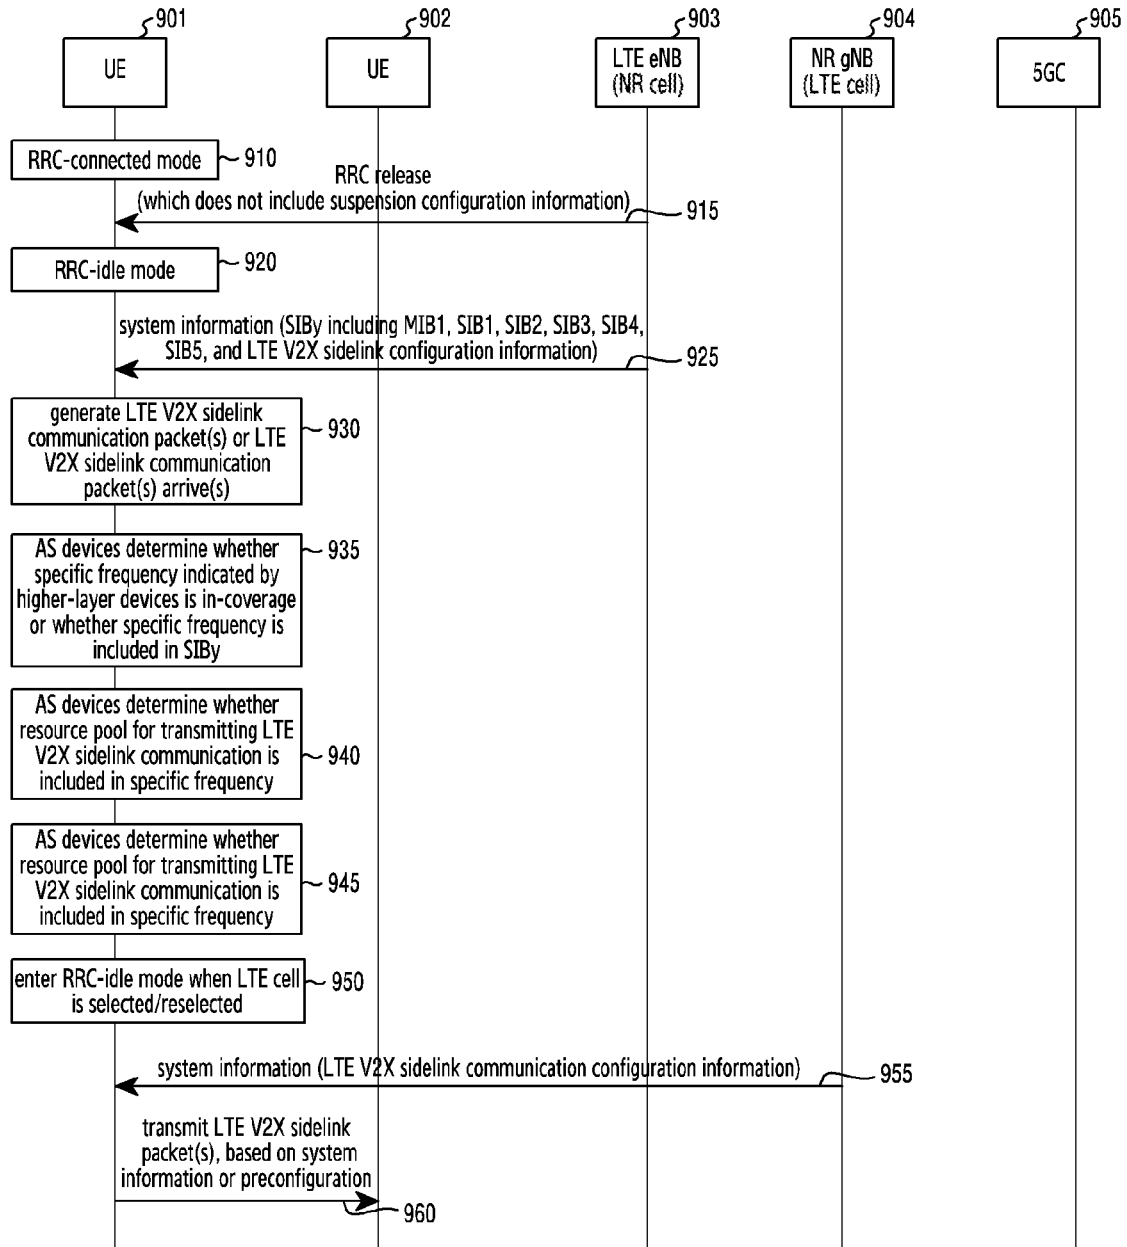 901
902
903
904
905
UE
UE
LTE eNB
(NR cell)
NR gNB
(LTE cell)
5GC
RRC-connected mode
910
RRC release
(which does not include suspension configuration information)
915
RRC-idle mode
920
system information (SIBy including MIB1, SIB1, SIB2, SIB3, SIB4,
SIB5, and LTE V2X sidelink configuration information)
925
generate LTE V2X sidelink
communication packet(s) or LTE
V2X sidelink communication
packet(s) arrive(s)
930
AS devices determine whether
specific frequency indicated by
higher-layer devices is in-coverage
or whether specific frequency is
included in SIBy
935
AS devices determine whether
resource pool for transmitting LTE
V2X sidelink communication is
included in specific frequency
940
AS devices determine whether
resource pool for transmitting LTE
V2X sidelink communication is
included in specific frequency
945
enter RRC-idle mode when LTE cell
is selected/reselected
950
system information (LTE V2X sidelink communication configuration information)
955
transmit LTE V2X sidelink
packet(s), based on system
information or preconfiguration
960